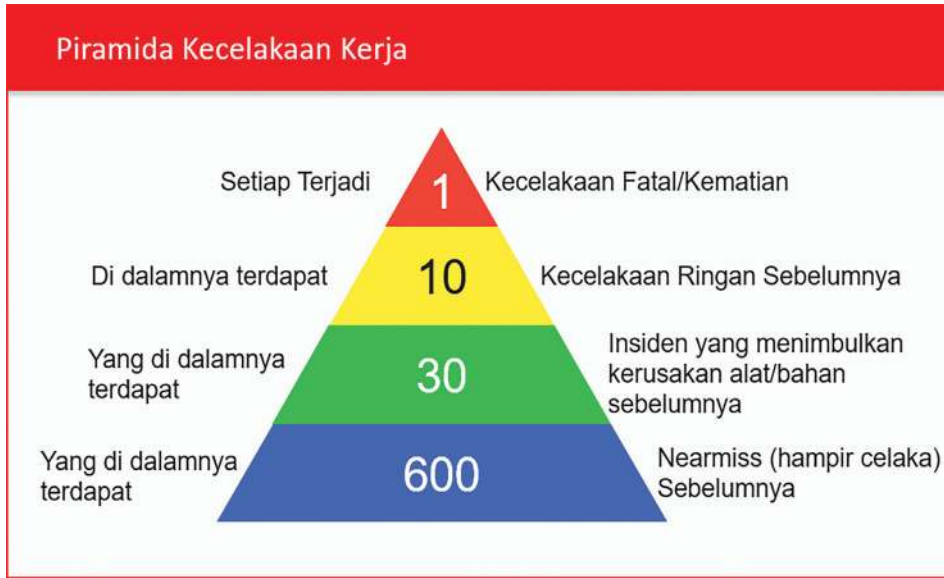 Piramida Kecelakaan Kerja
Setiap Terjadi
1
Kecelakaan Fatal/Kematian
Di dalamnya terdapat
10
Kecelakaan Ringan Sebelumnya
Yang di dalamnya
terdapat
30
Insiden yang menimbulkan
kerusakan alat/bahan
sebelumnya
Yang di dalamnya
terdapat
600
Nearmiss (hampir celaka)
Sebelumnya